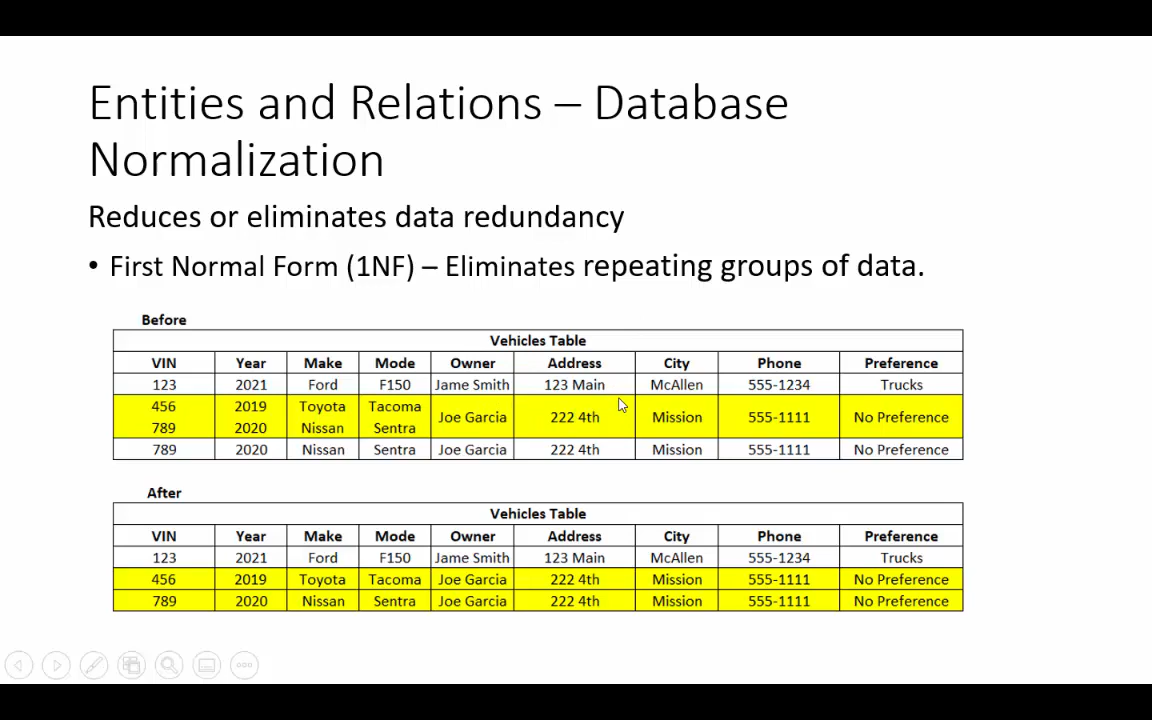 Entities and Relations – Database
Normalization
Reduces or eliminates data redundancy
• First Normal Form (1NF) – Eliminates repeating groups of data.
Before
Vehicles Table
VIN Year Make Mode Owner Address City Phone Preference
123 2021 Ford F150 Jame Smith 123 Main McAllen 555-1234 Trucks
456 2019 Toyota Tacoma
Joe Garcia 222 4th Mission 555-1111 No Preference
789 2020 Nissan Sentra
789 2020 Nissan Sentra Joe Garcia 222 4th Mission 555-1111 No Preference
After
Vehicles Table
VIN Year Make Mode Owner Address City Phone Preference
123 2021 Ford F150 Jame Smith 123 Main McAllen 555-1234 Trucks
456 2019 Toyota Tacoma Joe Garcia 222 4th Mission 555-1111 No Preference
789 2020 Nissan Sentra Joe Garcia 222 4th Mission 555-1111 No Preference